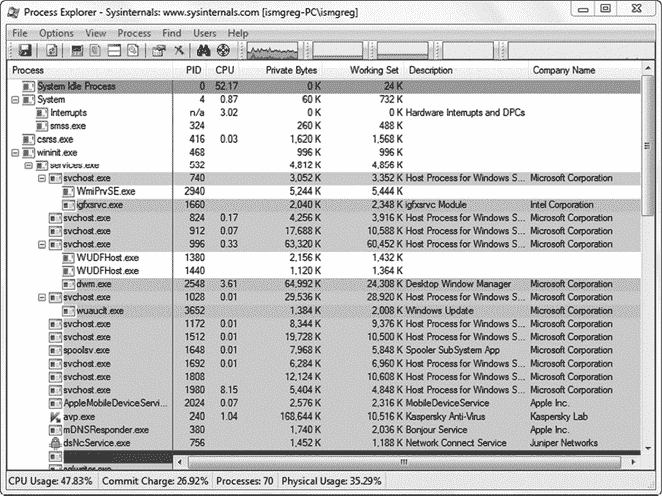 Process Explorer - Sysinternals: www.sysinternals.com [ismgreg-PC\ismgreg]
File Options View Process Find Users Help
Process PID CPU Private Bytes Working Set Description Company Name
System Idle Process 0 52.17 0 K 24 K
System 4 0.87 60 K 732 K
Interrupts n/a 3.02 0 K 0 K Hardware Interrupts and DPCs
smss.exe 324 260 K 488 K
csrss.exe 416 0.03 1,620 K 1,568 K
wininit.exe 468 996 K 996 K
services.exe 532 4,812 K 4,856 K
svchost.exe 740 3,052 K 3,352 K Host Process for Windows S... Microsoft Corporation
WmiPrvSE.exe 2940 5,244 K 5,444 K
igfxsrvc.exe 1660 2,040 K 2,348 K igfxsrvc Module Intel Corporation
svchost.exe 824 0.17 4,256 K 3,916 K Host Process for Windows S... Microsoft Corporation
svchost.exe 912 0.07 17,688 K 10,588 K Host Process for Windows S... Microsoft Corporation
svchost.exe 996 0.33 63,320 K 60,452 K Host Process for Windows S... Microsoft Corporation
WUDFHost.exe 1380 2,156 K 1,432 K
WUDFHost.exe 1440 1,120 K 1,364 K
dwm.exe 2548 3.61 64,992 K 24,308 K Desktop Window Manager Microsoft Corporation
svchost.exe 1028 0.01 29,536 K 28,920 K Host Process for Windows S... Microsoft Corporation
wuauclt.exe 3652 1,384 K 2,008 K Windows Update Microsoft Corporation
svchost.exe 1172 0.01 8,344 K 9,376 K Host Process for Windows S... Microsoft Corporation
svchost.exe 1512 0.01 19,728 K 10,500 K Host Process for Windows S... Microsoft Corporation
spoolsv.exe 1648 0.01 7,968 K 5,848 K Spooler SubSystem App Microsoft Corporation
svchost.exe 1692 0.01 6,284 K 6,960 K Host Process for Windows S... Microsoft Corporation
svchost.exe 1808 12,124 K 10,608 K Host Process for Windows S... Microsoft Corporation
svchost.exe 1980 8.15 5,404 K 4,848 K Host Process for Windows S... Microsoft Corporation
AppleMobileDeviceServi... 2024 0.07 2,576 K 2,316 K MobileDeviceService Apple Inc.
avp.exe 240 1.04 168,644 K 10,516 K Kaspersky Anti-Virus Kaspersky Lab
mDNSResponder.exe 380 1,740 K 2,036 K Bonjour Service Apple Inc.
dsNcService.exe 756 1,452 K 1,188 K Network Connect Service Juniper Networks
CPU Usage: 47.83% Commit Charge: 26.92% Processes: 70 Physical Usage: 35.29%